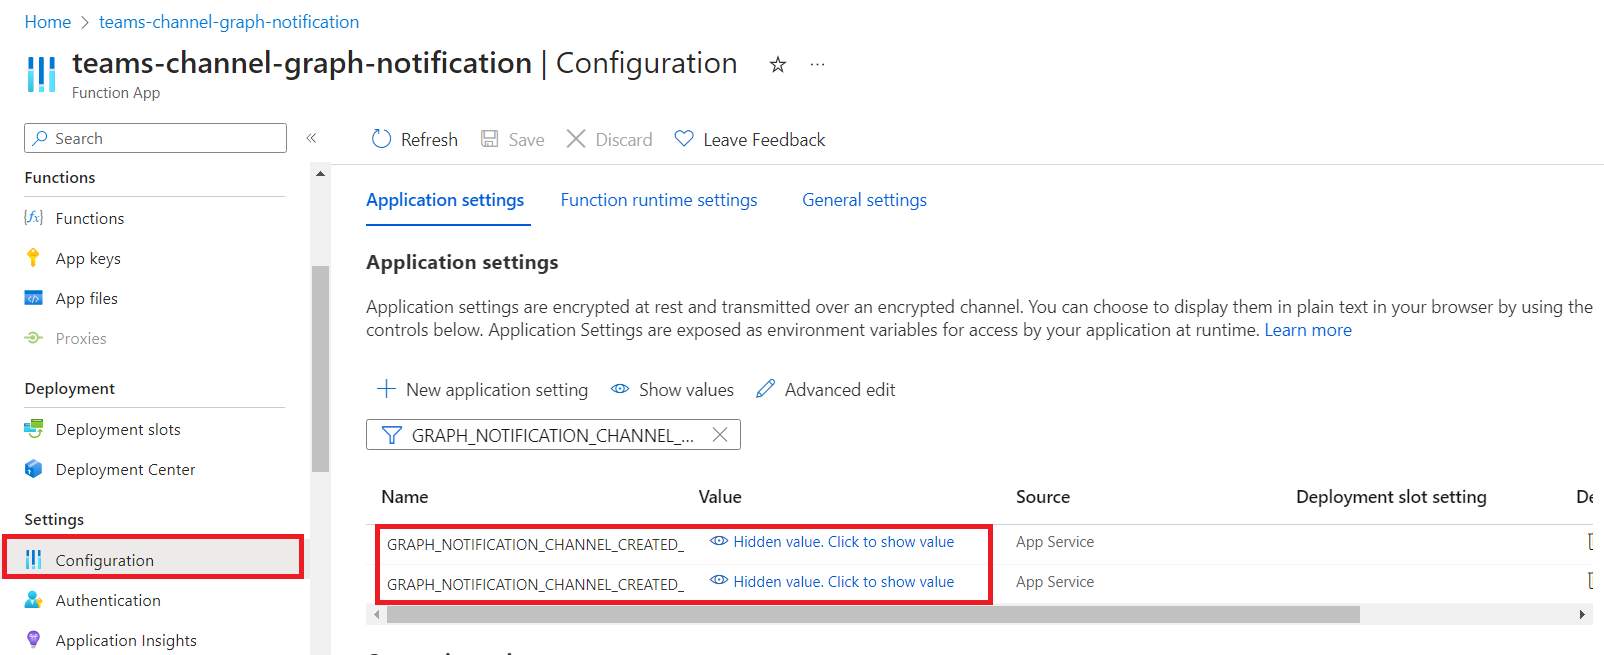 Home > teams-channel-graph-notification
teams-channel-graph-notification | Configuration ☆ ...
Function App
Search «
Refresh Save Discard Leave Feedback
Functions
Functions
App keys
App files
Proxies
Deployment
Deployment slots
Deployment Center
Settings
Configuration
Authentication
Application Insights
Application settings Function runtime settings General settings
Application settings
Application settings are encrypted at rest and transmitted over an encrypted channel. You can choose to display them in plain text in your browser by using the
controls below. Application Settings are exposed as environment variables for access by your application at runtime. Learn more
New application setting Show values Advanced edit
GRAPH_NOTIFICATION_CHANNEL_...
Name Value Source Deployment slot setting De
GRAPH_NOTIFICATION_CHANNEL_CREATED_ Hidden value. Click to show value App Service
GRAPH_NOTIFICATION_CHANNEL_CREATED_ Hidden value. Click to show value App Service